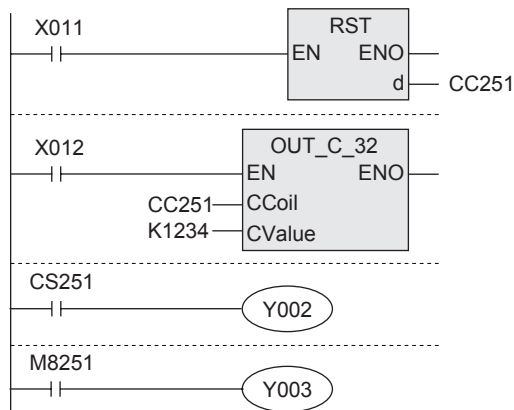 X011
RST
EN ENO
d CC251
X012
OUT_C_32
EN ENO
CC251 CCoil
K1234 CValue
CS251
Y002
M8251
Y003